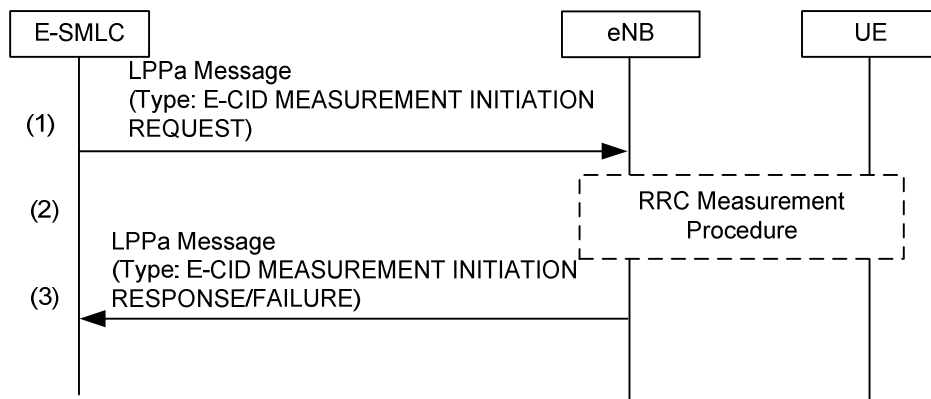 E-SMLC
eNB
UE
LPPa Message
(Type: E-CID MEASUREMENT INITIATION
REQUEST)
(1)
(2)
RRC Measurement
Procedure
LPPa Message
(Type: E-CID MEASUREMENT INITIATION
RESPONSE/FAILURE)
(3)